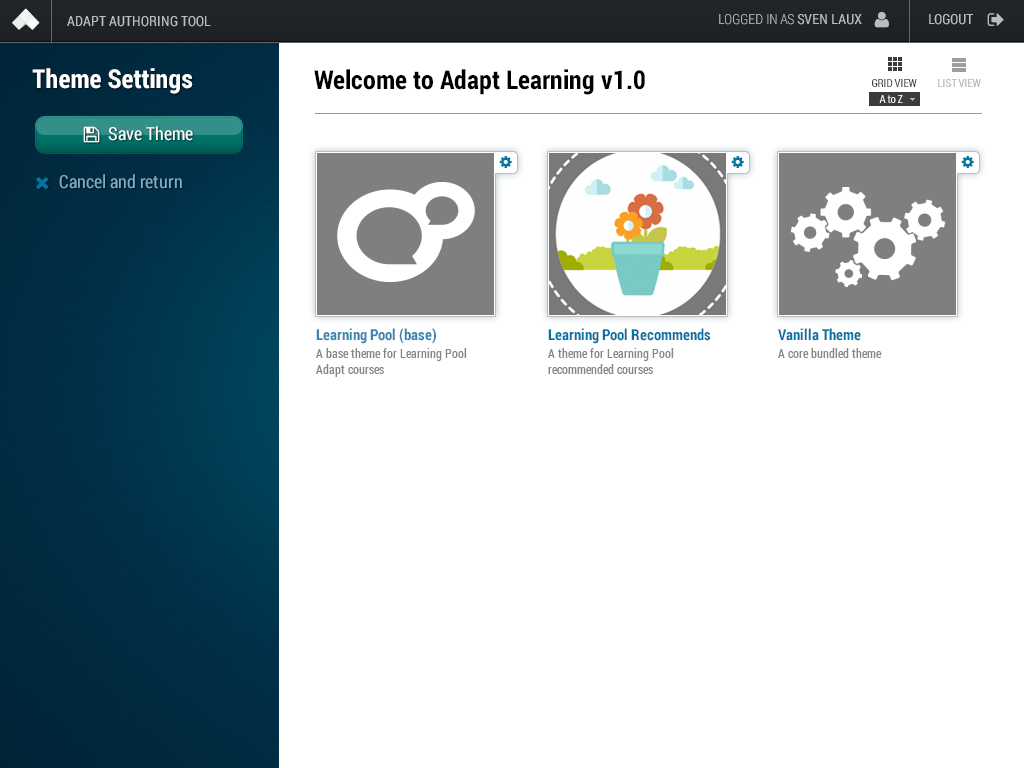 ADAPT AUTHORING TOOL
LOGGED IN AS SVEN LAUX
LOGOUT
Theme Settings
Save Theme
Cancel and return
Welcome to Adapt Learning v1.0
GRID VIEW
LIST VIEW
A to Z
Learning Pool (base)
A base theme for Learning Pool
Adapt courses
Learning Pool Recommends
A theme for Learning Pool
recommended courses
Vanilla Theme
A core bundled theme